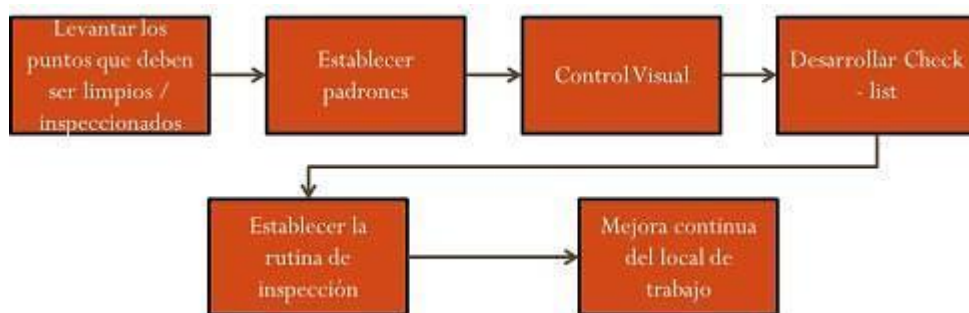 Levantar los
puntos que deben
ser limpios /
inspeccionados
Establecer
padrones
Control Visual
Desarrollar Check
- list
Establecer la
rutina de
inspección
Mejora contínua
del local de
trabajo